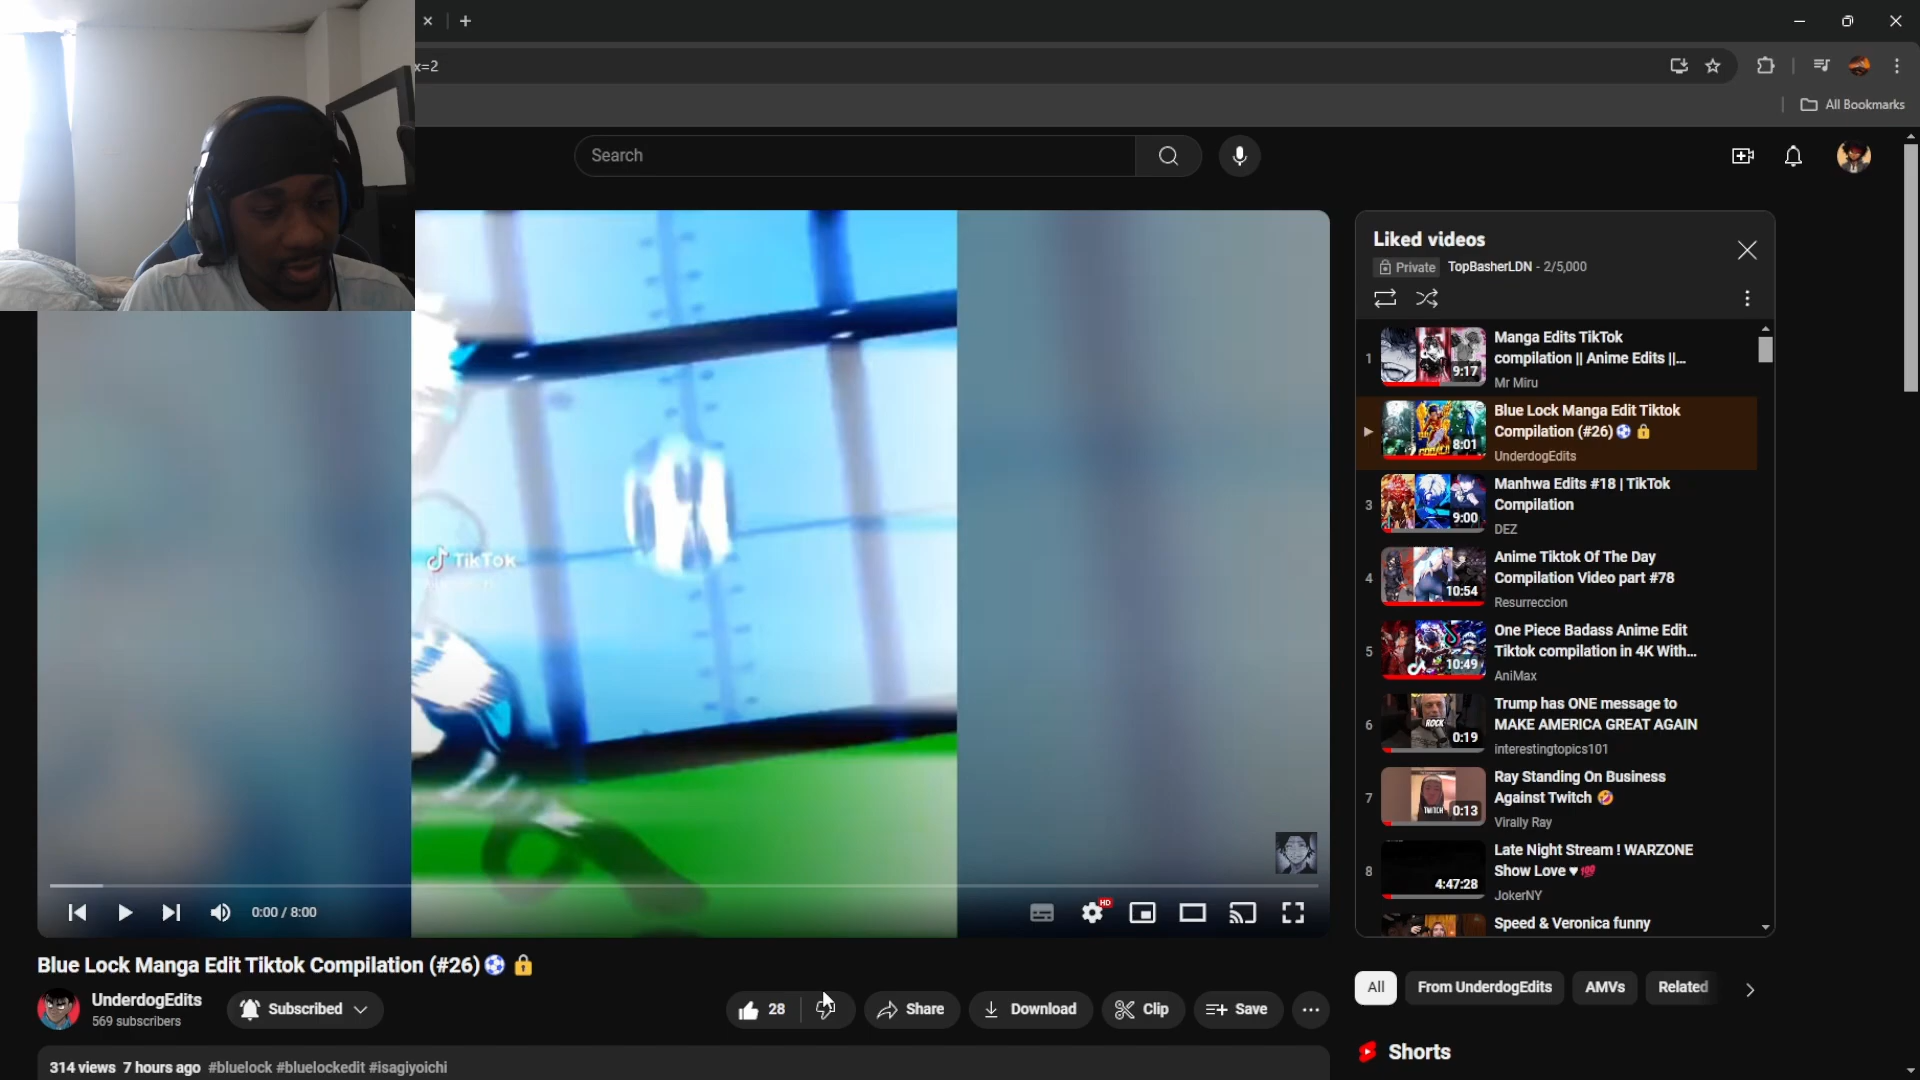 x=2
All Bookmarks
Search
Liked videos
Private TopBasherLDN - 2/5,000
1
9:17
Manga Edits TikTok
compilation || Anime Edits ||...
Mr Miru
8:01
Blue Lock Manga Edit Tiktok
Compilation (#26)⚽🔒
UnderdogEdits
3
9:00
Manhwa Edits #18 | TikTok
Compilation
DEZ
4
10:54
Anime Tiktok Of The Day
Compilation Video part #78
Resurreccion
5
10:49
One Piece Badass Anime Edit
Tiktok compilation in 4K With...
AniMax
6
ROCK
0:19
Trump has ONE message to
MAKE AMERICA GREAT AGAIN
interestingtopics101
7
TWITCH
0:13
Ray Standing On Business
Against Twitch 🤣
Virally Ray
8
4:47:28
Late Night Stream ! WARZONE
Show Love ♥💯
JokerNY
Speed & Veronica funny
TikTok
0:00 / 8:00
HD
Blue Lock Manga Edit Tiktok Compilation (#26)⚽🔒
UnderdogEdits
569 subscribers
Subscribed
28
Share
Download
Clip
Save
314 views 7 hours ago #bluelock #bluelockedit #isagiyoichi
All
From UnderdogEdits
AMVs
Related
Shorts